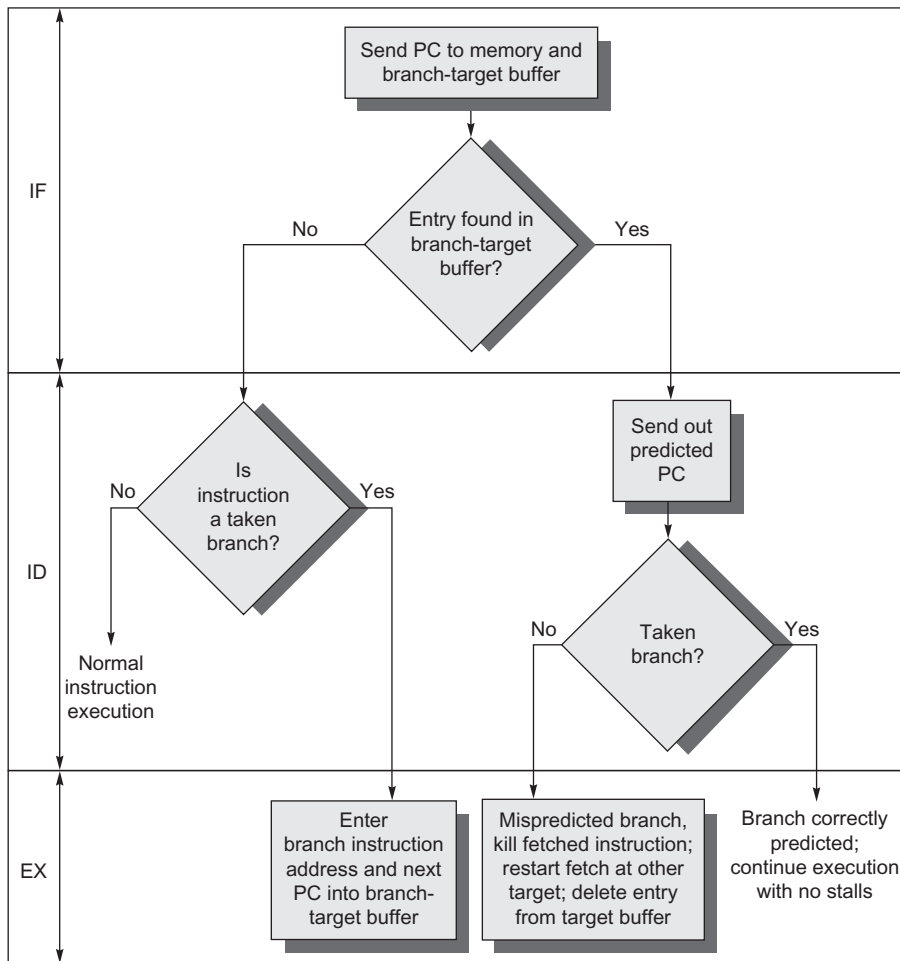 Send PC to memory and
branch-target buffer
IF
Entry found in
branch-target
buffer?
No
Yes
Send out
predicted
PC
Is
instruction
a taken
branch?
No
Yes
ID
Taken
branch?
No
Yes
Normal
instruction
execution
EX
Enter
branch instruction
address and next
PC into branch-
target buffer
Mispredicted branch,
kill fetched instruction;
restart fetch at other
target; delete entry
from target buffer
Branch correctly
predicted;
continue execution
with no stalls